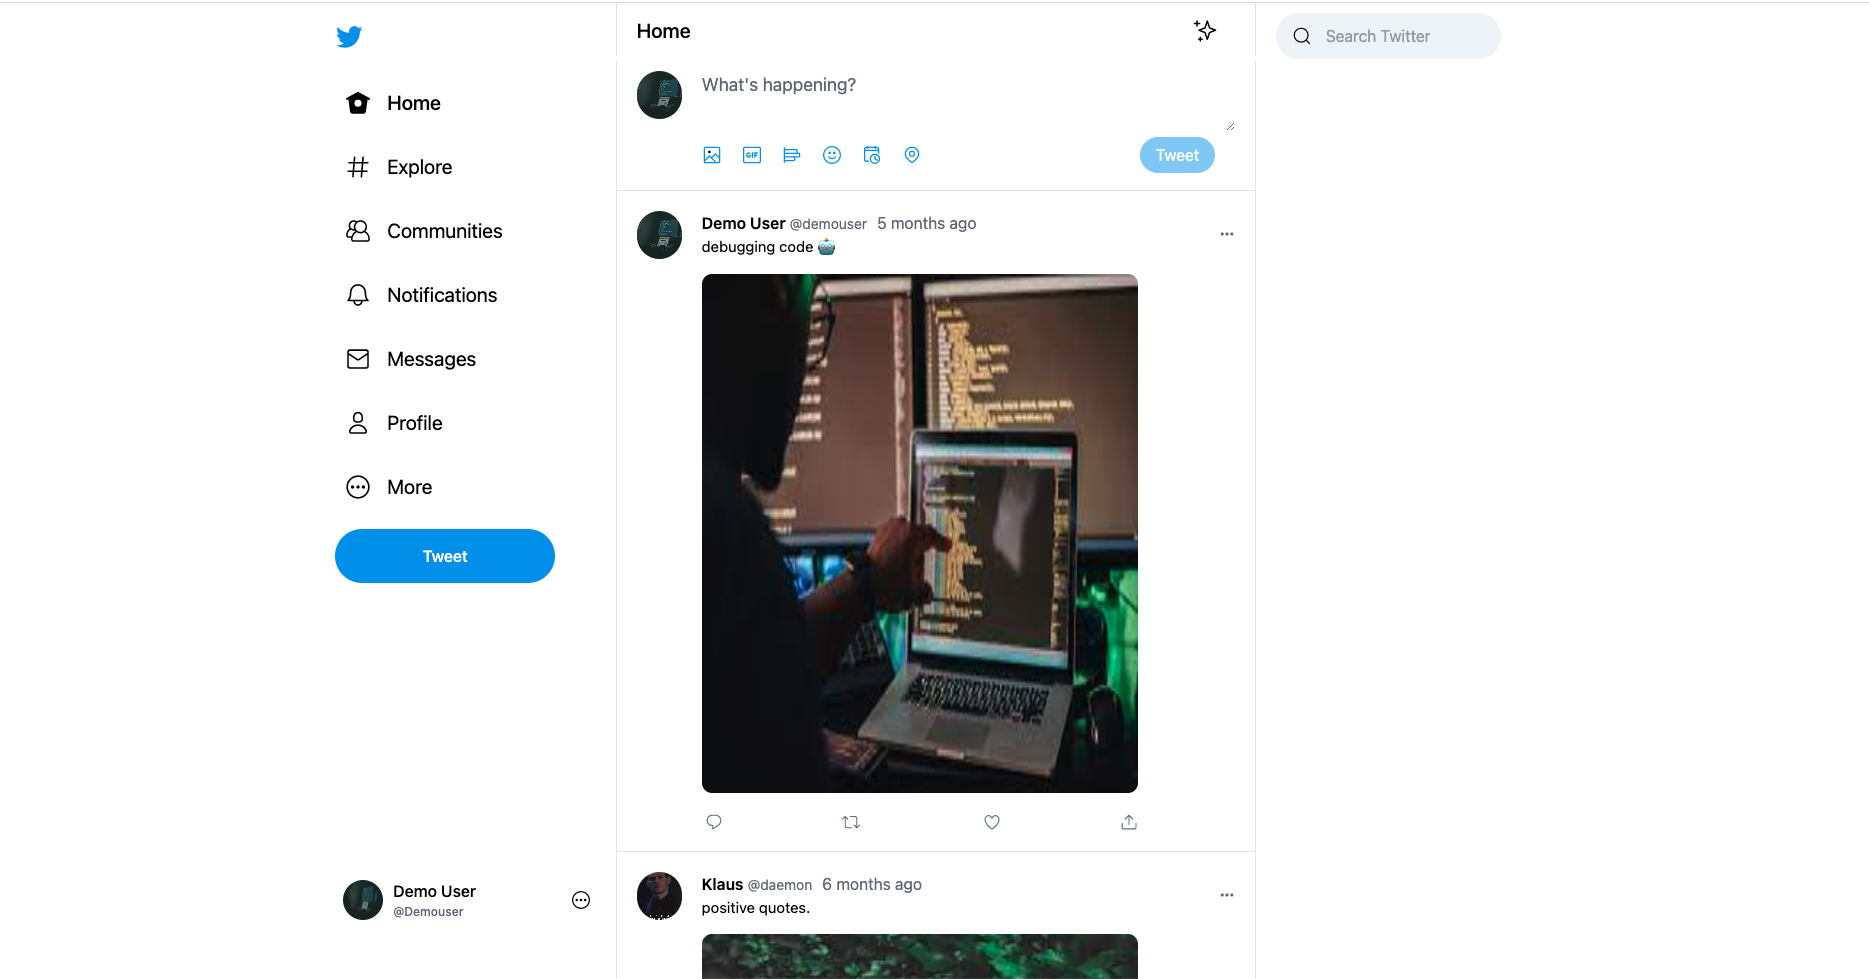 Home
Explore
Communities
Notifications
Messages
Profile
More
Tweet
Demo User
@Demouser
Home
What's happening?
GIF
Tweet
Demo User @demouser 5 months ago
debugging code 🤖
Klaus @daemon 6 months ago
positive quotes.
Search Twitter